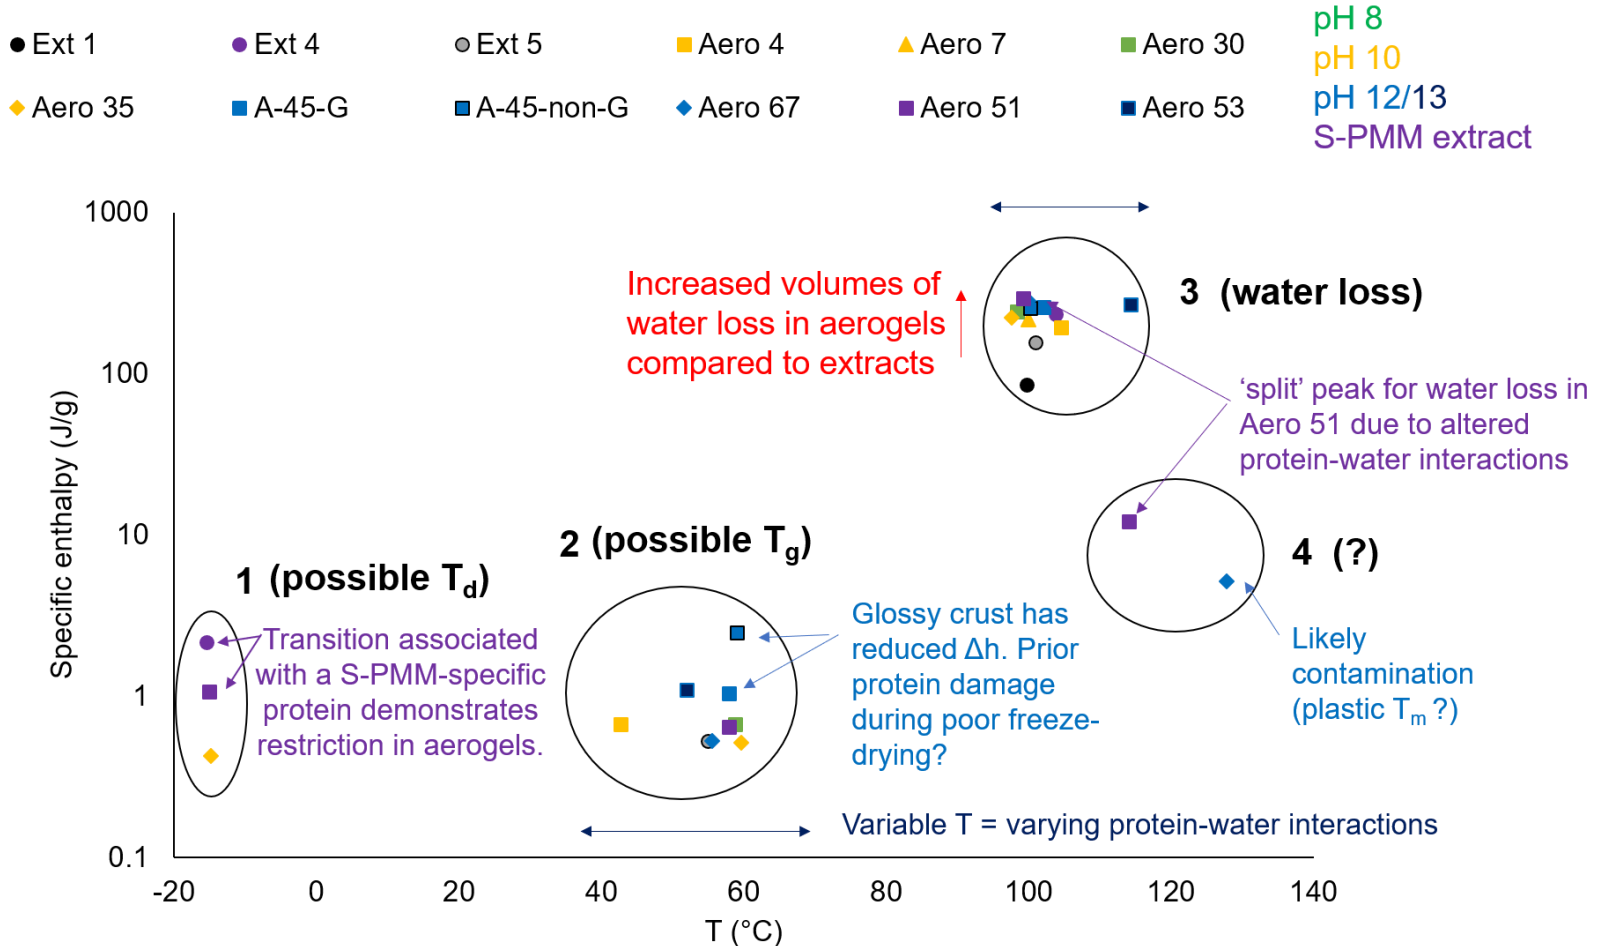 Ext 1
Ext 4
Ext 5
Aero 4
Aero 7
Aero 30
Aero 35
A-45-G
A-45-non-G
Aero 67
Aero 51
Aero 53
pH 8
pH 10
pH 12/13
S-PMM extract
Specific enthalpy (J/g)
1000
100
10
1
0.1
-20
0
20
40
60
80
100
120
140
T (°C)
1 (possible Td)
Transition associated
with a S-PMM-specific
protein demonstrates
restriction in aerogels.
2 (possible Tg)
Glossy crust has
reduced Δh. Prior
protein damage
during poor freeze-
drying?
Variable T = varying protein-water interactions
Increased volumes of
water loss in aerogels
compared to extracts
3 (water loss)
‘split’ peak for water loss in
Aero 51 due to altered
protein-water interactions
4 (?)
Likely
contamination
(plastic Tm ?)